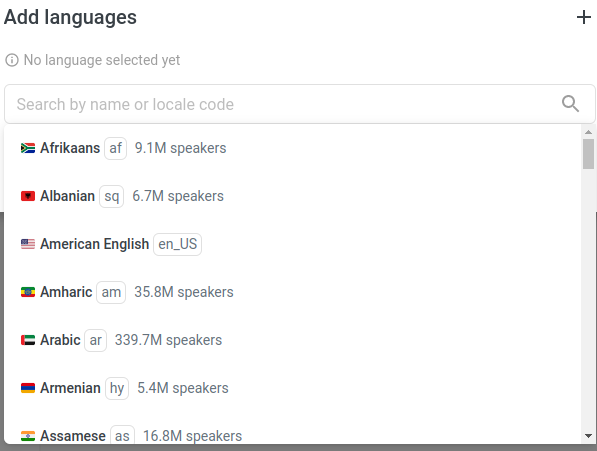 Add languages
No language selected yet
Search by name or locale code
Afrikaans af 9.1M speakers
Albanian sq 6.7M speakers
American English en_US
Amharic am 35.8M speakers
Arabic ar 339.7M speakers
Armenian hy 5.4M speakers
Assamese as 16.8M speakers